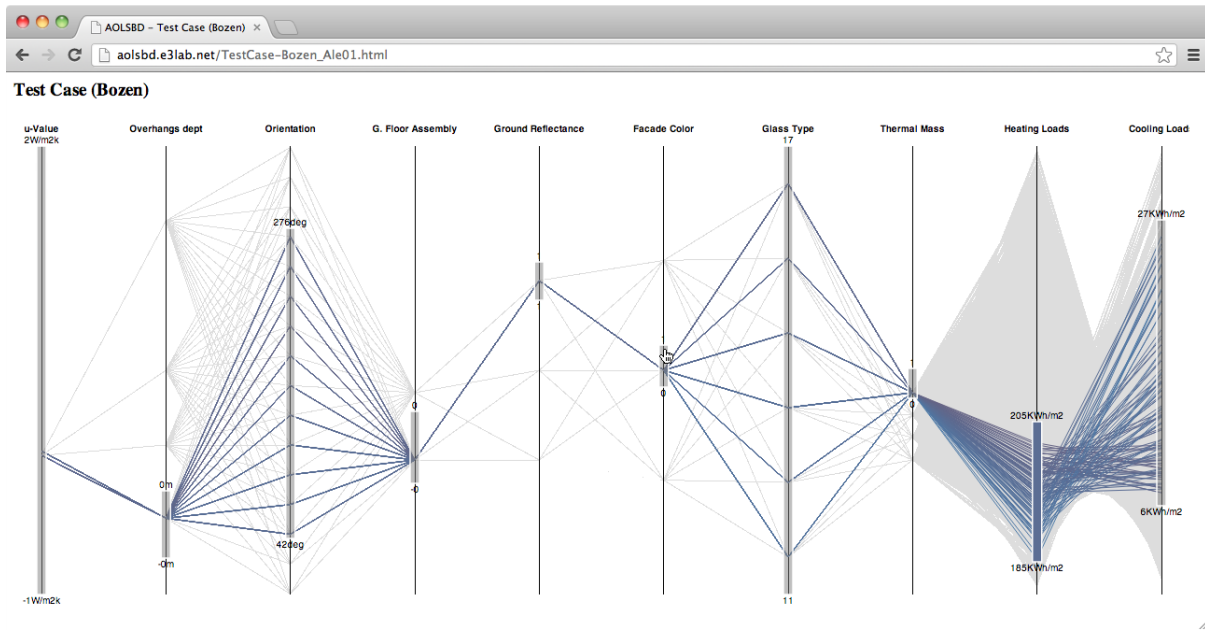 AOLSBD – Test Case (Bozen)
aolsbd.e3lab.net/TestCase-Bozen_Ale01.html
Test Case (Bozen)
u-Value Overhangs dept Orientation G. Floor Assembly Ground Reflectance Facade Color Glass Type Thermal Mass Heating Loads Cooling Load
2W/m2k 17
27KWh/m2
276deg
1
1
1
1
0
0
0
205KWh/m2
0m
-0
6KWh/m2
42deg
-0m
185KWh/m2
-1W/m2k 11